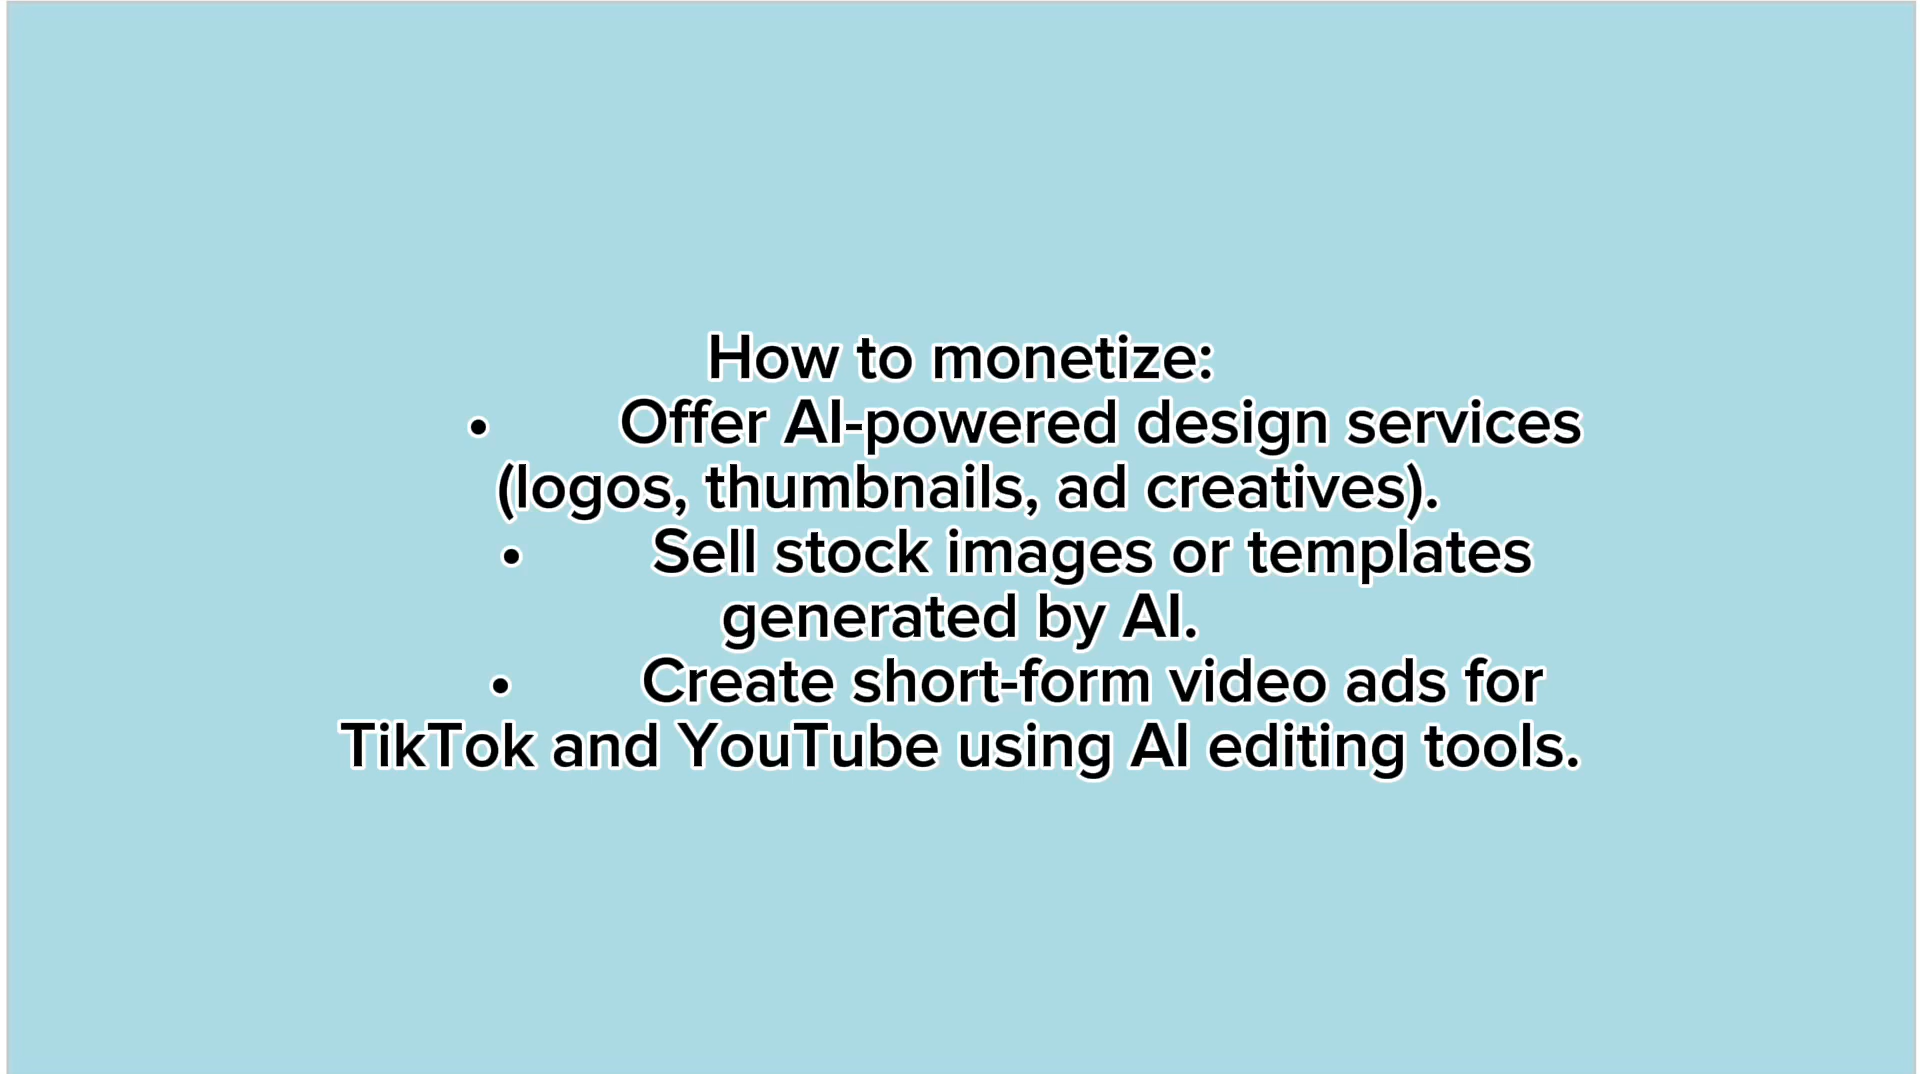 How to monetize:
• Offer AI-powered design services
(logos, thumbnails, ad creatives).
• Sell stock images or templates
generated by AI.
• Create short-form video ads for
TikTok and YouTube using AI editing tools.